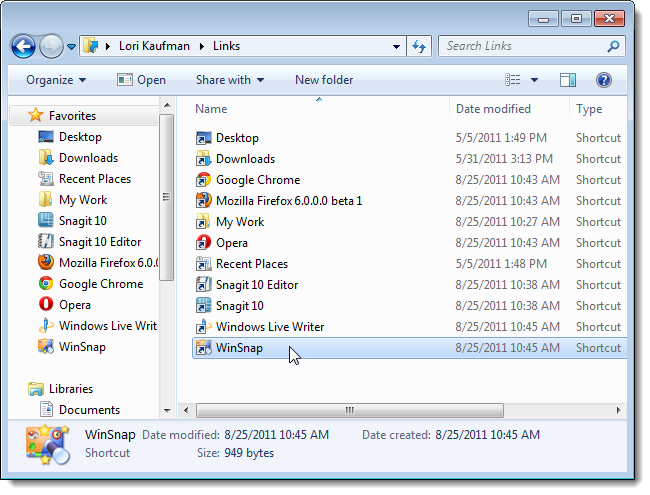 Lori Kaufman Links
Search Links
Organize Open Share with New folder
Name Date modified Type
Favorites
Desktop
Downloads
Recent Places
My Work
Snagit 10
Snagit 10 Editor
Mozilla Firefox 6.0.
Google Chrome
Opera
Windows Live Writ
WinSnap
Libraries
Documents
Desktop 5/5/2011 1:49 PM Shortcut
Downloads 5/31/2011 3:13 PM Shortcut
Google Chrome 8/25/2011 10:43 AM Shortcut
Mozilla Firefox 6.0.0.0 beta 1 8/25/2011 10:43 AM Shortcut
My Work 8/25/2011 10:27 AM Shortcut
Opera 8/25/2011 10:43 AM Shortcut
Recent Places 5/5/2011 1:48 PM Shortcut
Snagit 10 Editor 8/25/2011 10:38 AM Shortcut
Snagit 10 8/25/2011 10:38 AM Shortcut
Windows Live Writer 8/25/2011 10:45 AM Shortcut
WinSnap 8/25/2011 10:45 AM Shortcut
WinSnap Date modified: 8/25/2011 10:45 AM Date created: 8/25/2011 10:45 AM
Shortcut Size: 949 bytes